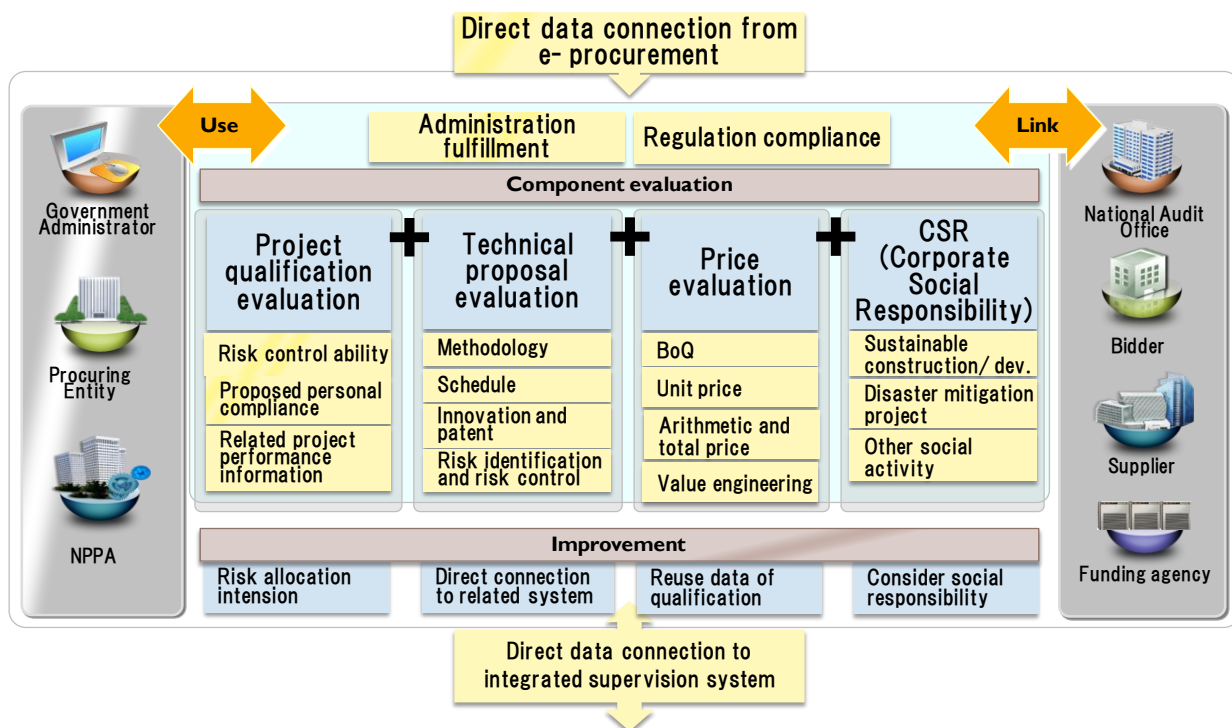 Direct data connection from
e- procurement
Use
Administration
fulfillment
Regulation compliance
Link
Component evaluation
Government
Administrator
Procuring
Entity
NPPA
Project
qualification
evaluation
Risk control ability
Proposed personal
compliance
Related project
performance
information
Technical
proposal
evaluation
Methodology
Schedule
Innovation and
patent
Risk identification
and risk control
Price
evaluation
BoQ
Unit price
Arithmetic and
total price
Value engineering
CSR
(Corporate
Social
Responsibility)
Sustainable
construction/ dev.
Disaster mitigation
project
Other social
activity
National Audit
Office
Bidder
Supplier
Funding agency
Improvement
Risk allocation
intension
Direct connection
to related system
Reuse data of
qualification
Consider social
responsibility
Direct data connection to
integrated supervision system